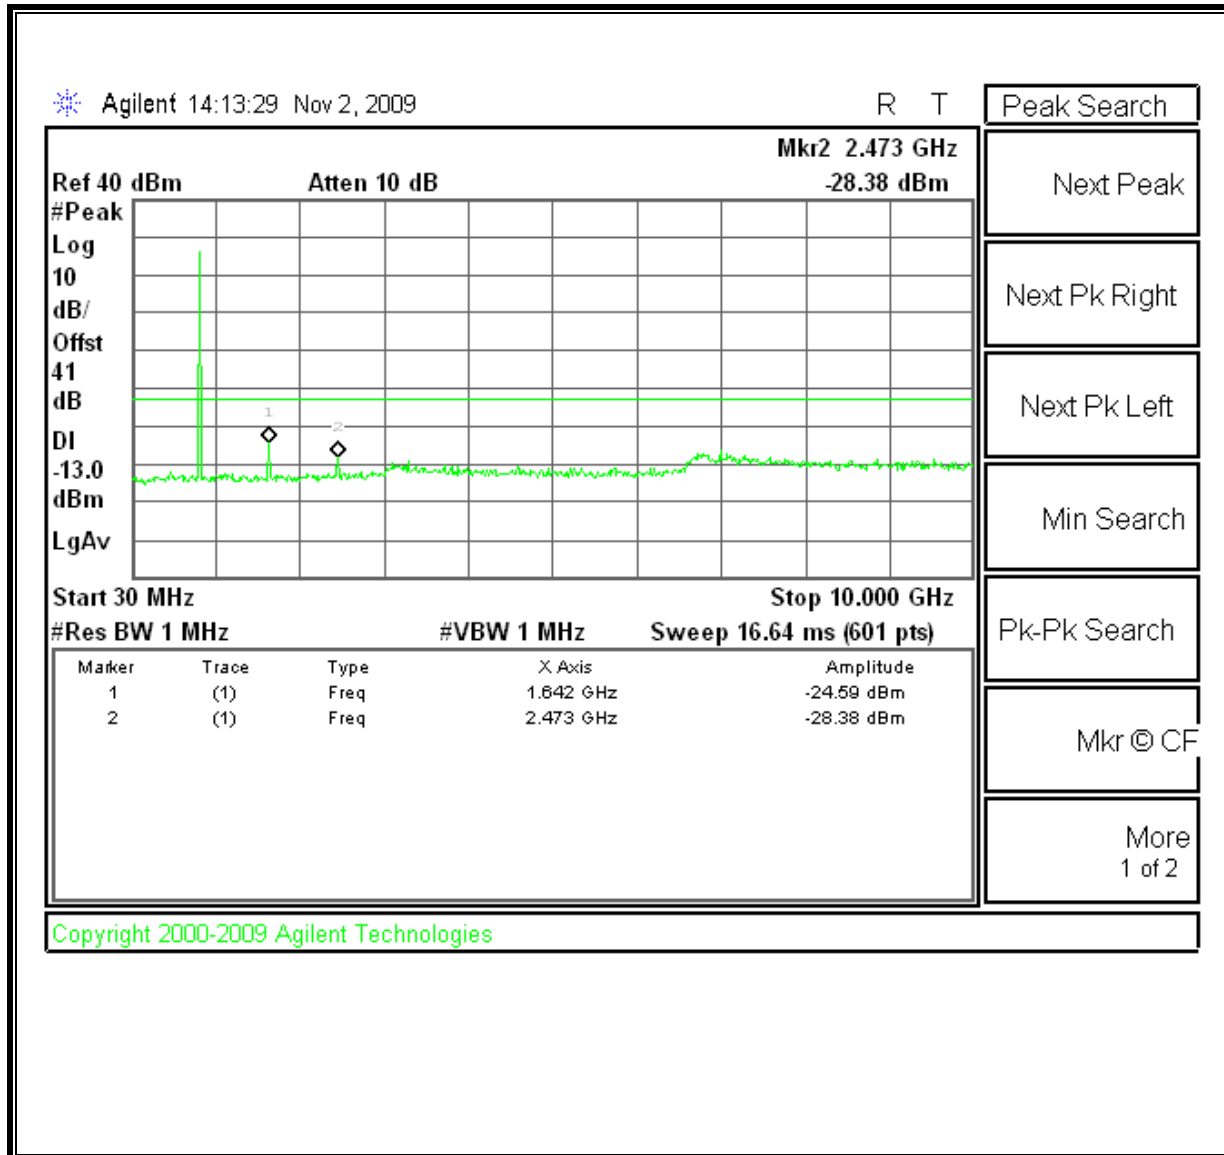 Agilent 14:13:29 Nov 2, 2009 R T
Peak Search
Mkr2 2.473 GHz
Ref 40 dBm Atten 10 dB -28.38 dBm
#Peak
Log
10
dB/
Offst
41
dB
DI
-13.0
dBm
LgAv
1
2
Start 30 MHz Stop 10.000 GHz
#Res BW 1 MHz #VBW 1 MHz Sweep 16.64 ms (601 pts)
Marker Trace Type X Axis Amplitude
1 (1) Freq 1.642 GHz -24.59 dBm
2 (1) Freq 2.473 GHz -28.38 dBm
Next Peak
Next Pk Right
Next Pk Left
Min Search
Pk-Pk Search
Mkr © CF
More
1 of 2
Copyright 2000-2009 Agilent Technologies